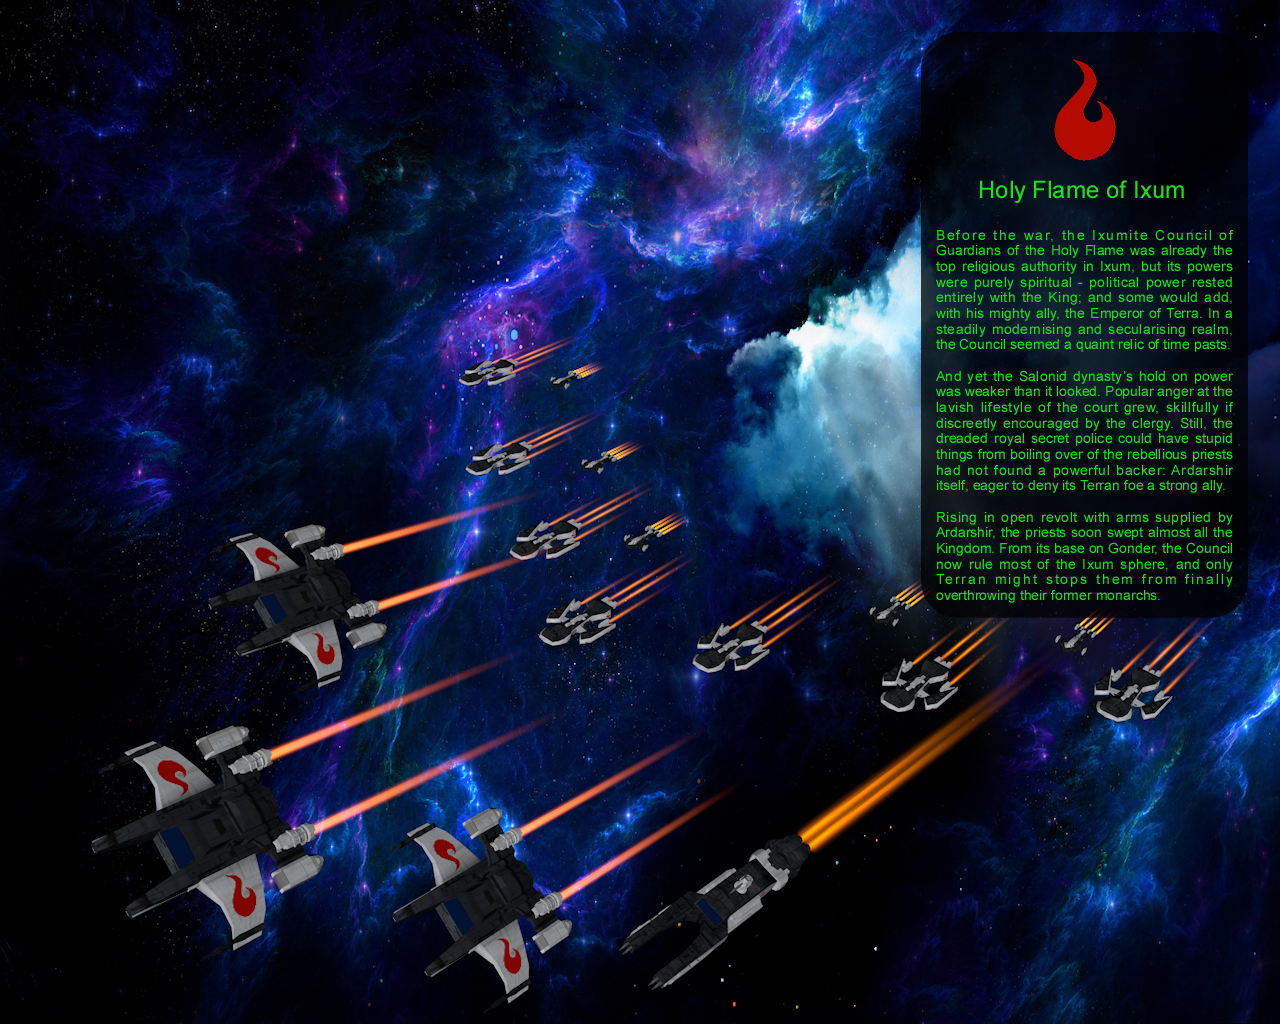 Holy Flame of Ixum
Before the war, the Ixumite Council of
Guardians of the Holy Flame was already the
top religious authority in Ixum, but its powers
were purely spiritual - political power rested
entirely with the King; and some would add,
with his mighty ally, the Emperor of Terra. In a
steadily modernising and secularising realm,
the Council seemed a quaint relic of time pasts.
And yet the Salonid dynasty's hold on power
was weaker than it looked. Popular anger at the
lavish lifestyle of the court grew, skillfully if
discreetly encouraged by the clergy. Still, the
dreaded royal secret police could have stupid
things from boiling over of the rebellious priests
had not found a powerful backer: Ardarshir
itself, eager to deny its Terran foe a strong ally.
Rising in open revolt with arms supplied by
Ardarshir, the priests soon swept almost all the
Kingdom. From its base on Gonder, the Council
now rule most of the Ixum sphere, and only
Terran might stops them from finally
overthrowing their former monarchs.